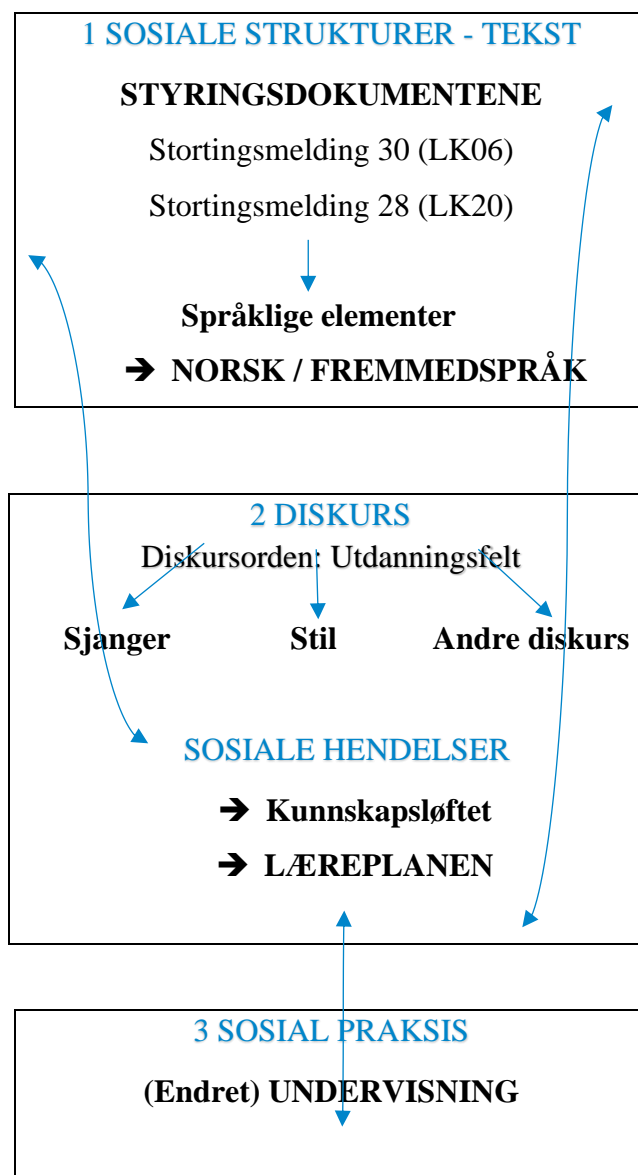 1 SOSIALE STRUKTURER - TEKST
STYRINGSDOKUMENTENE
Stortingsmelding 30 (LK06)
Stortingsmelding 28 (LK20)
Språklige elementer
➔ NORSK / FREMMEDSPRÅK
2 DISKURS
Diskursorden: Utdanningsfelt
Sjanger Stil Andre diskurs
SOSIALE HENDELSER
➔ Kunnskapsløftet
➔ LÆREPLANEN
3 SOSIAL PRAKSIS
(Endret) UNDERVISNING